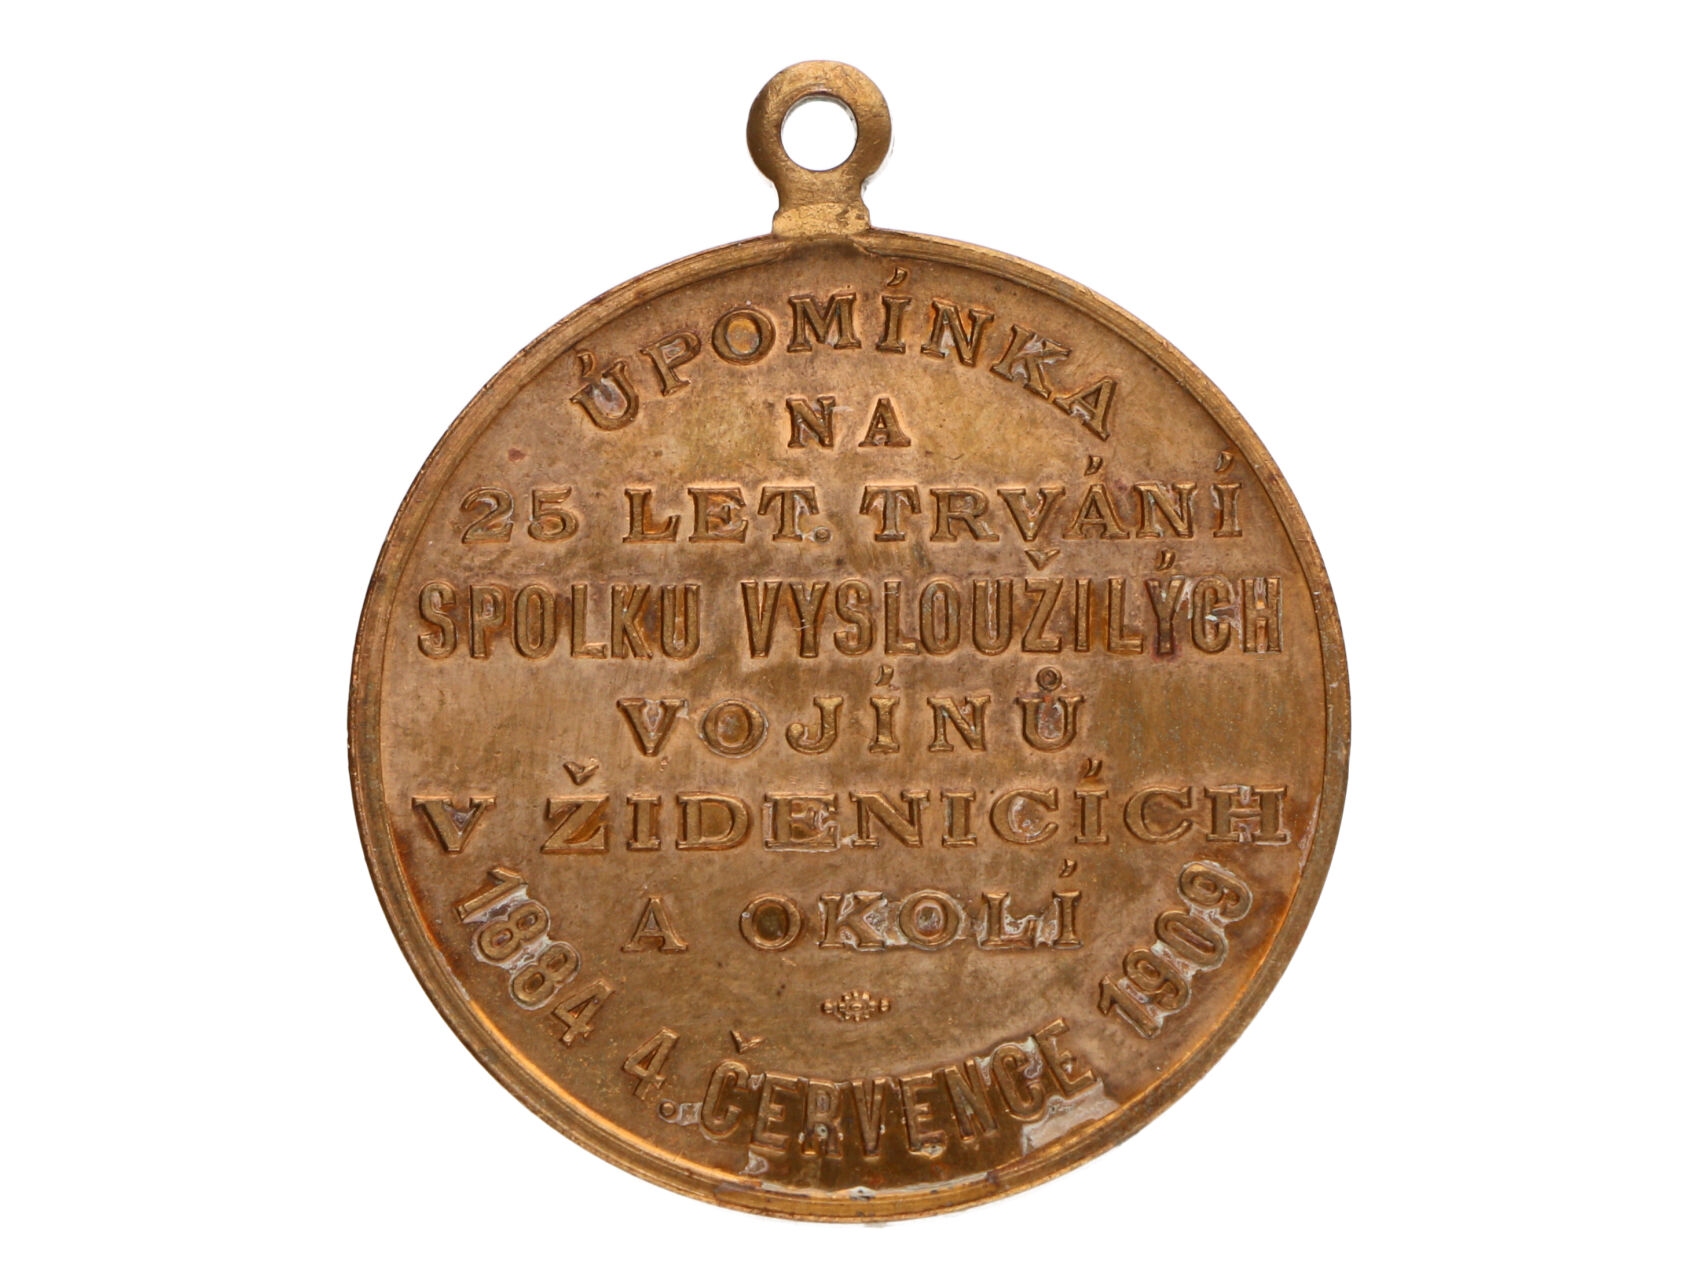 ÚPOMÍNKA
NA
25 LET. TRVÁNÍ
SPOLKU VYSLOUŽILÝCH
VOJÍNŮ
V ŽIDENICÍCH
A OKOLÍ
1884 4. ČERVENCE 1909